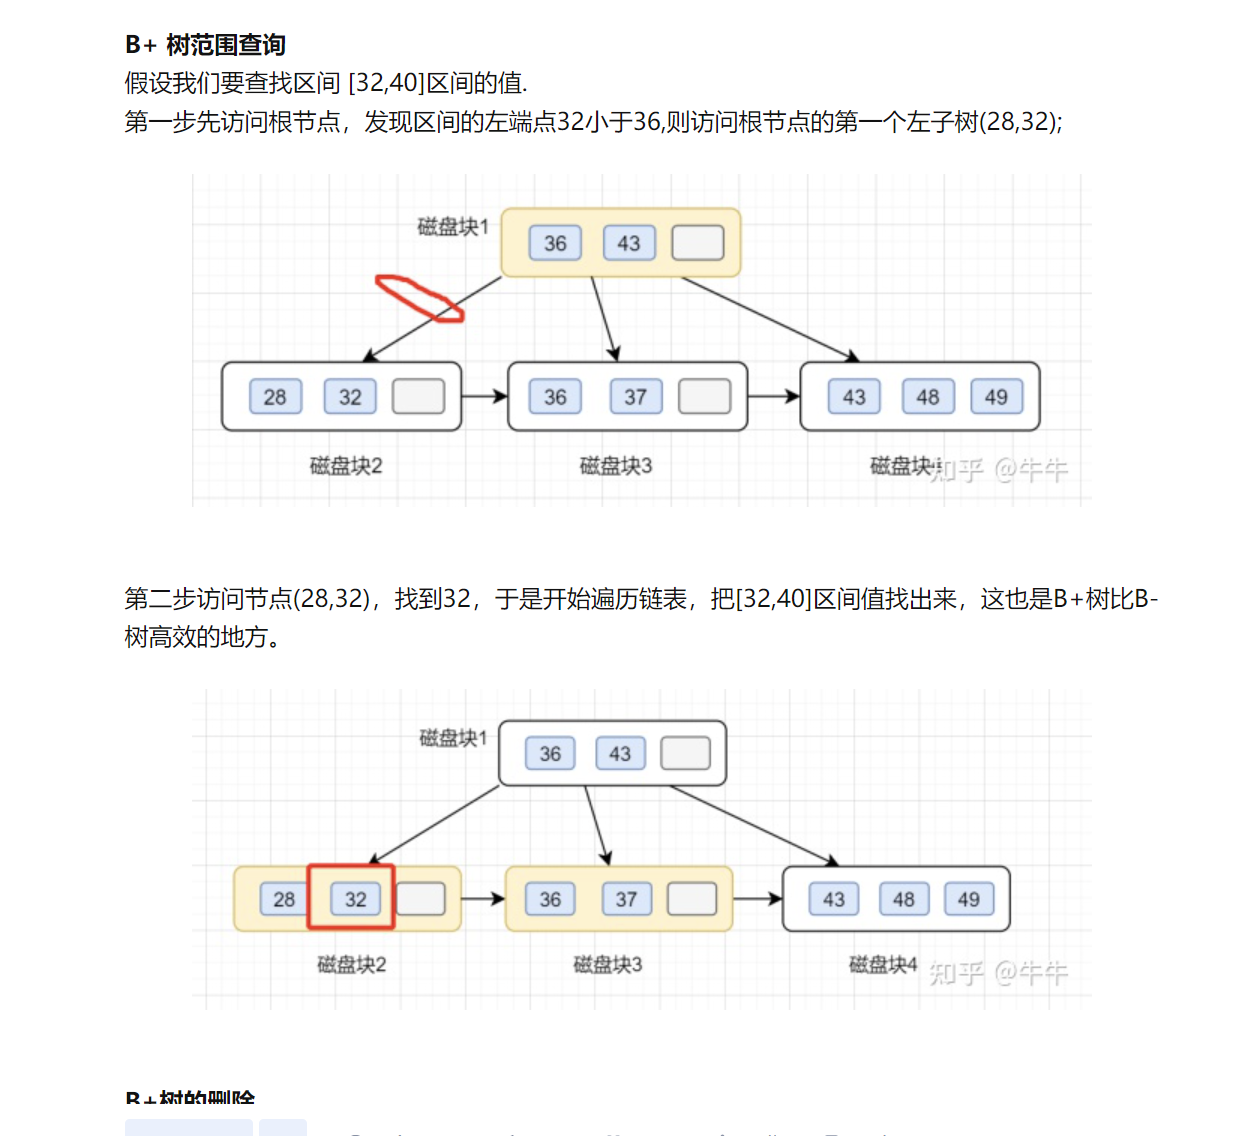 B+ 树范围查询
假设我们要查找区间 [32,40]区间的值.
第一步先访问根节点，发现区间的左端点32小于36,则访问根节点的第一个左子树(28,32);
磁盘块1
36 43
28 32 36 37 43 48 49
磁盘块2 磁盘块3 磁盘块4
知乎 @牛牛
第二步访问节点(28,32)，找到32，于是开始遍历链表，把[32,40]区间值找出来，这也是B+树比B-
树高效的地方。
磁盘块1
36 43
28 32 36 37 43 48 49
磁盘块2 磁盘块3 磁盘块4
知乎 @牛牛
B+树的删除